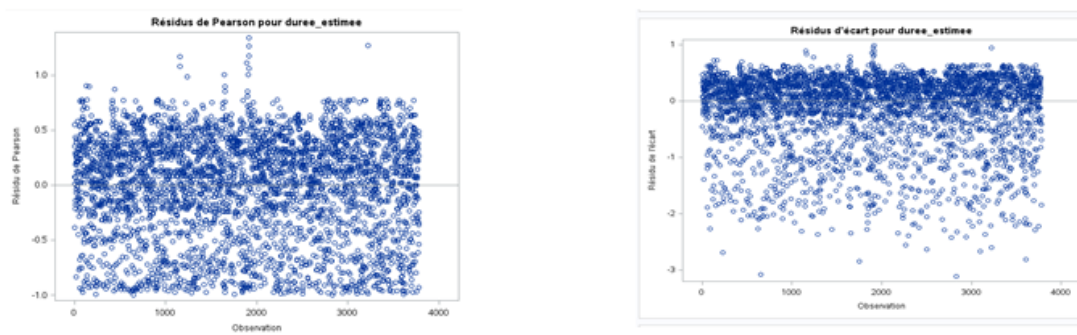 Résidus de Pearson pour duree_estimee
1.0
0.5
0.0
-0.5
-1.0
Résidu de Pearson
0 1000 2000 3000 4000
Observation
Résidus d'écart pour duree_estimee
1
0
-1
-2
-3
Résidu de l'écart
0 1000 2000 3000 4000
Observation